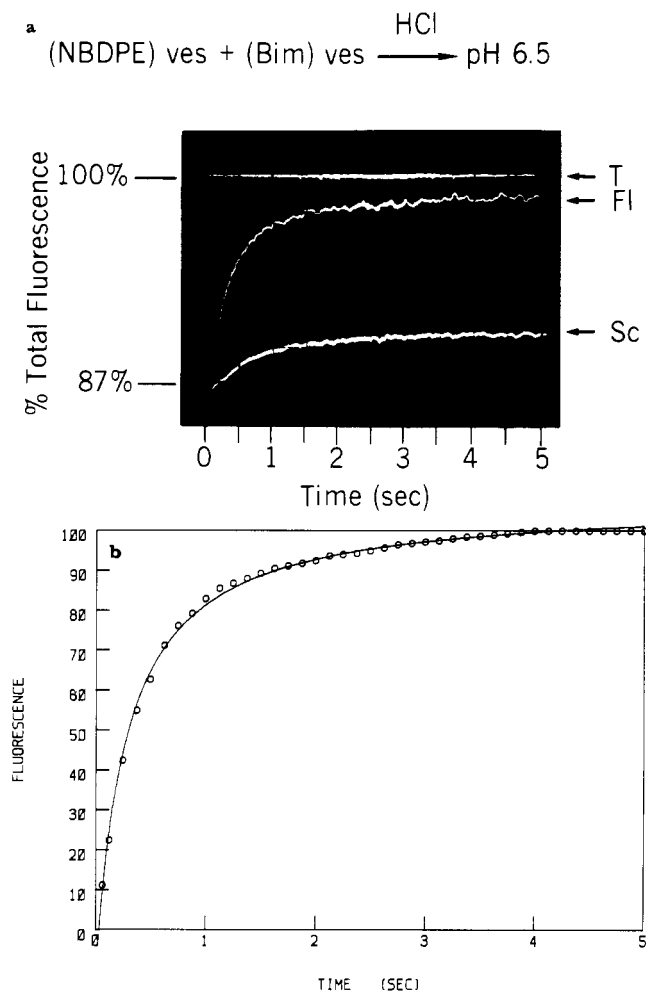 a
HCl
(NBDPE) ves + (Bim) ves → pH 6.5
% Total Fluorescence
100%
87%
T
Fl
Sc
0 1 2 3 4 5
Time (sec)
b
FLUORESCENCE
100
90
80
70
60
50
40
30
20
10
0
0 1 2 3 4 5
TIME (SEC)